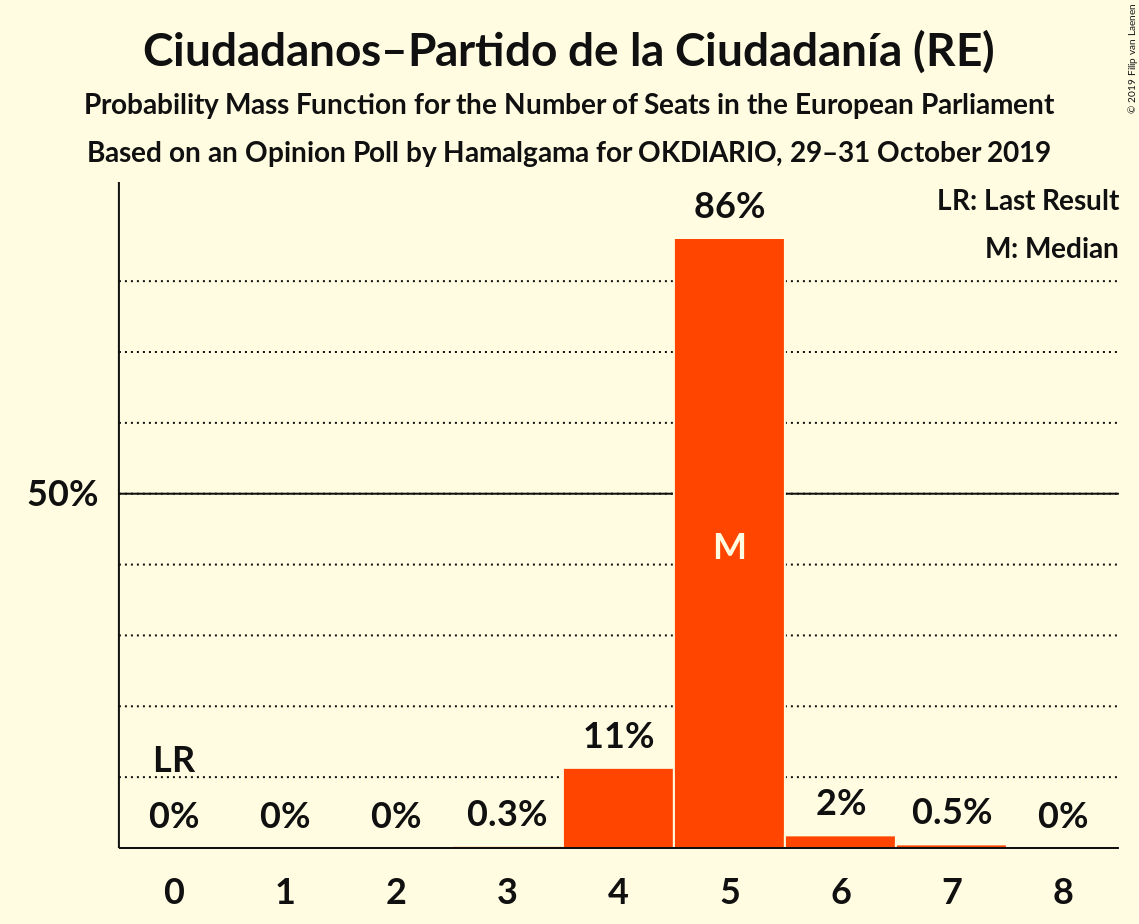 Ciudadanos–Partido de la Ciudadanía (RE)
Probability Mass Function for the Number of Seats in the European Parliament
Based on an Opinion Poll by Hamalgama for OKDIARIO, 29–31 October 2019
© 2019 Filip van Laenen
LR: Last Result
M: Median
86%
50%
M
LR
11%
0%
0%
0%
0.3%
2%
0.5%
0%
0 1 2 3 4 5 6 7 8